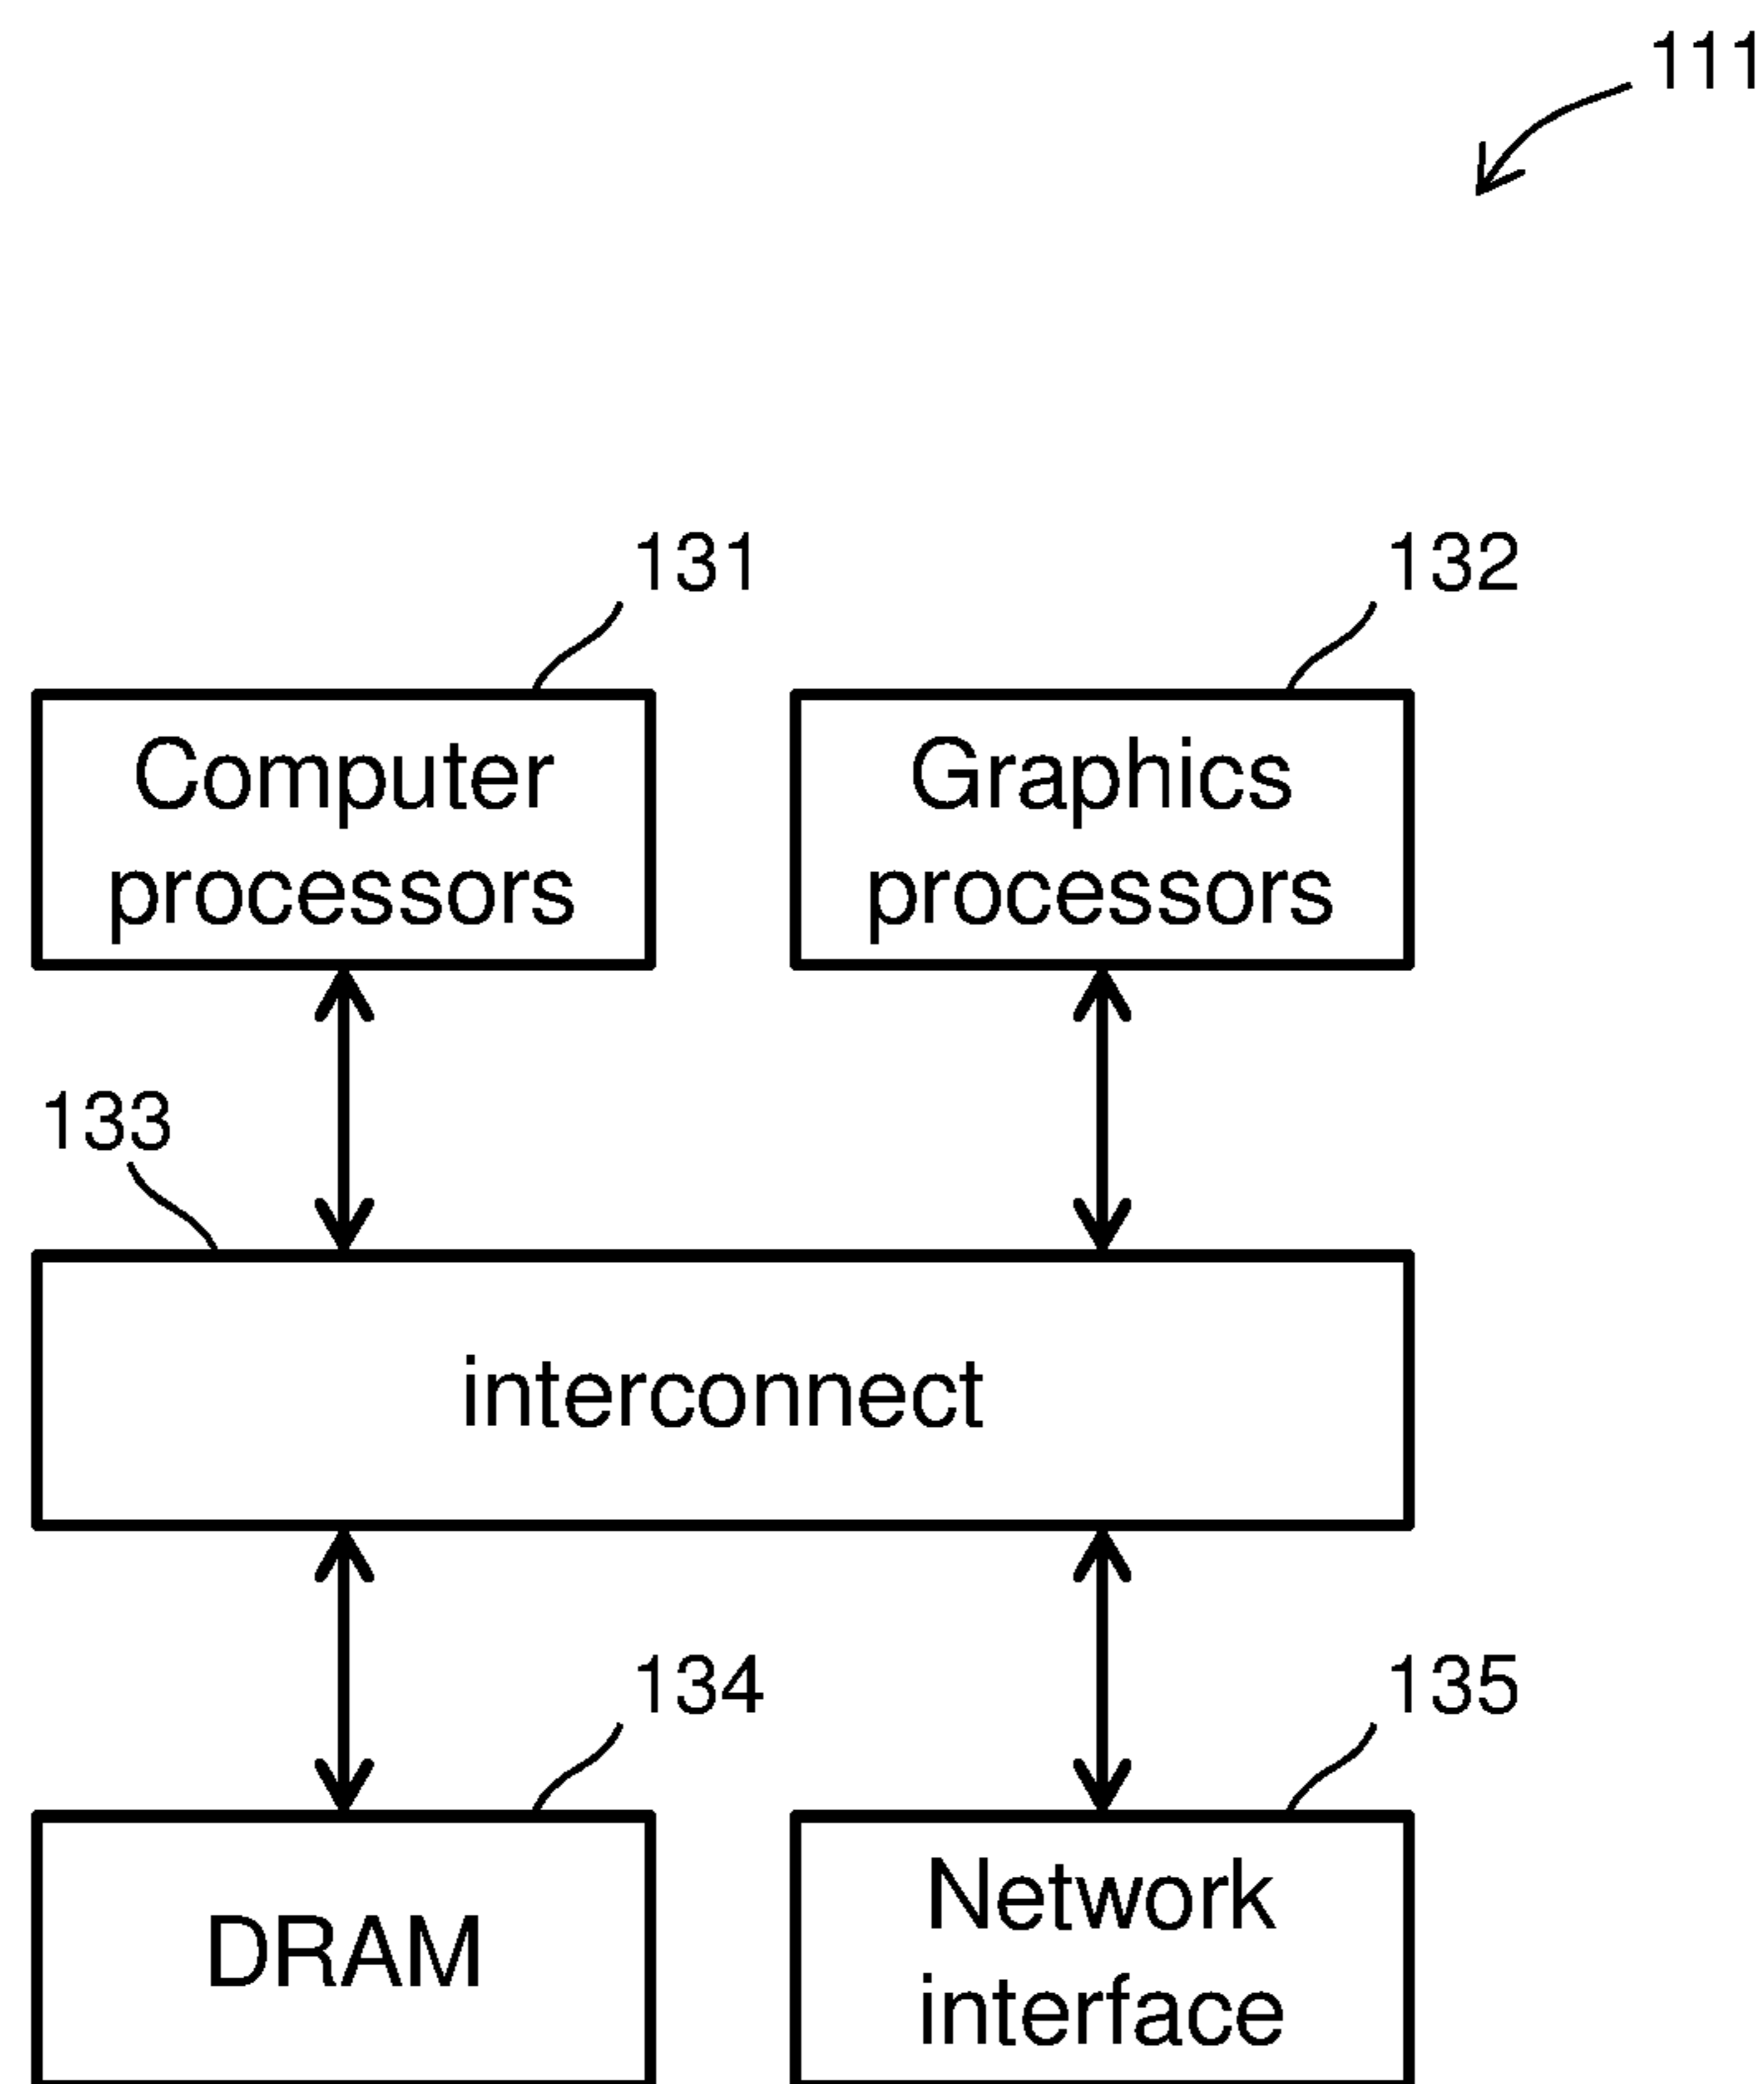 111
131
132
Computer
processors
Graphics
processors
133
interconnect
134
135
DRAM
Network
interface